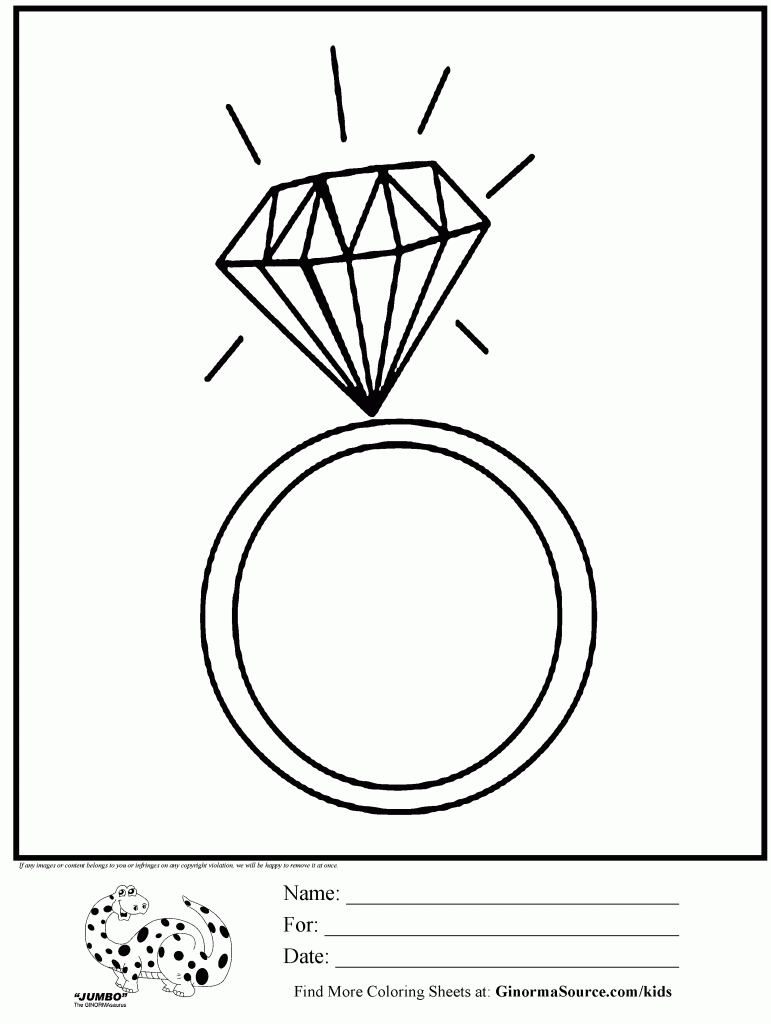 If any images or content belongs to you or infringes on any copyright violation, we will be happy to remove it at once.
Name:
For:
Date:
"JUMBO"
The GINORMAsaurus
Find More Coloring Sheets at: GinormaSource.com/kids